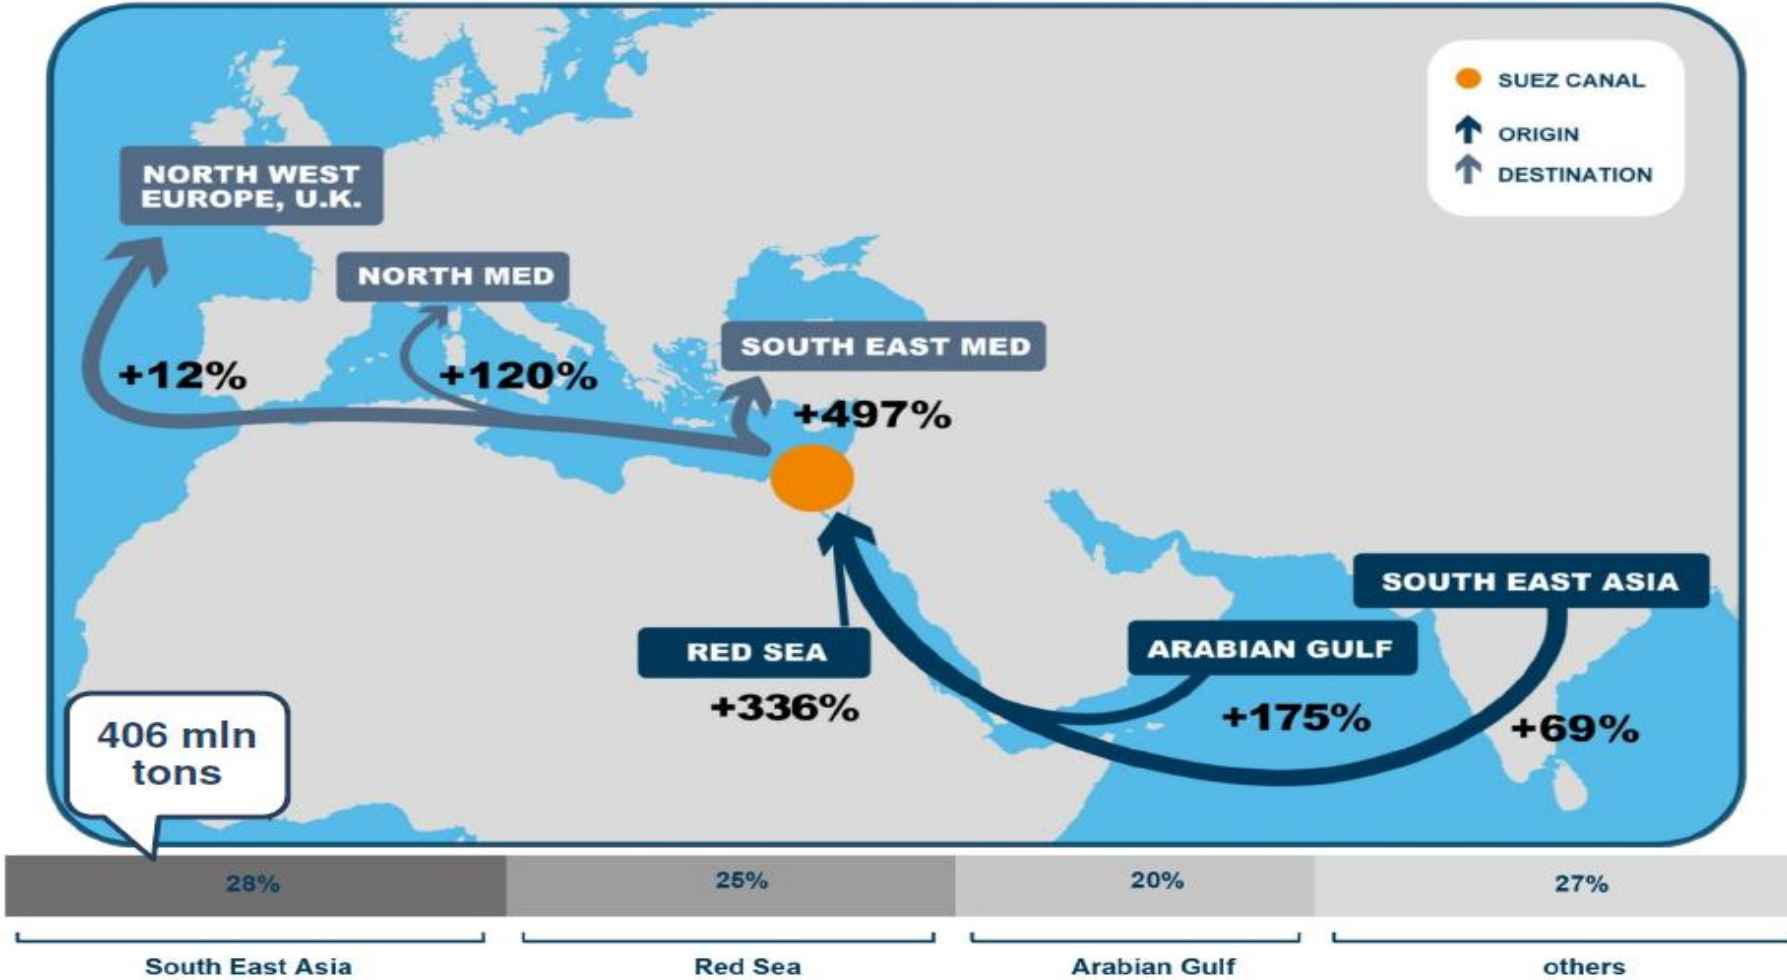 SUEZ CANAL
ORIGIN
DESTINATION
NORTH WEST
EUROPE, U.K.
NORTH MED
SOUTH EAST MED
+12%
+120%
+497%
SOUTH EAST ASIA
RED SEA
ARABIAN GULF
+336%
+175%
+69%
406 mln
tons
28%
25%
20%
27%
South East Asia
Red Sea
Arabian Gulf
others